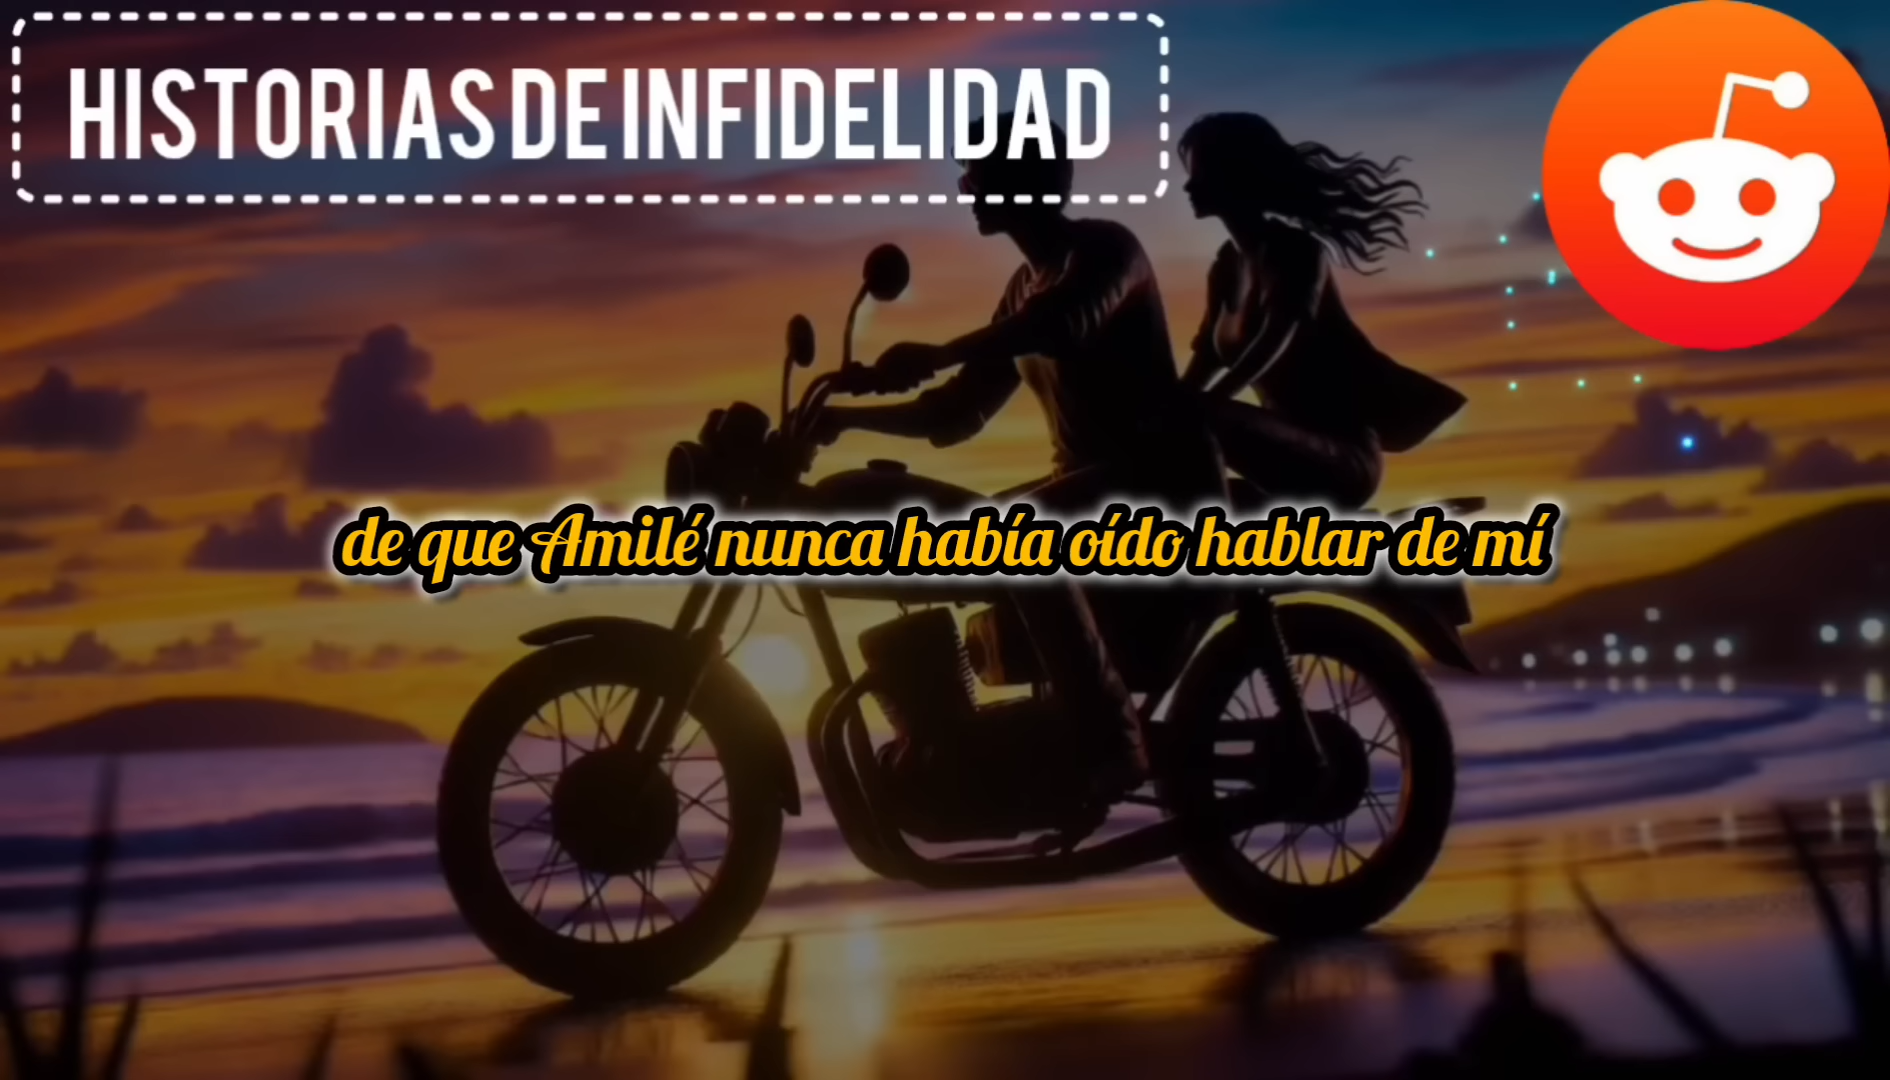 HISTORIAS DE INFIDELIDAD
de que Amilé nunca había oído hablar de mí